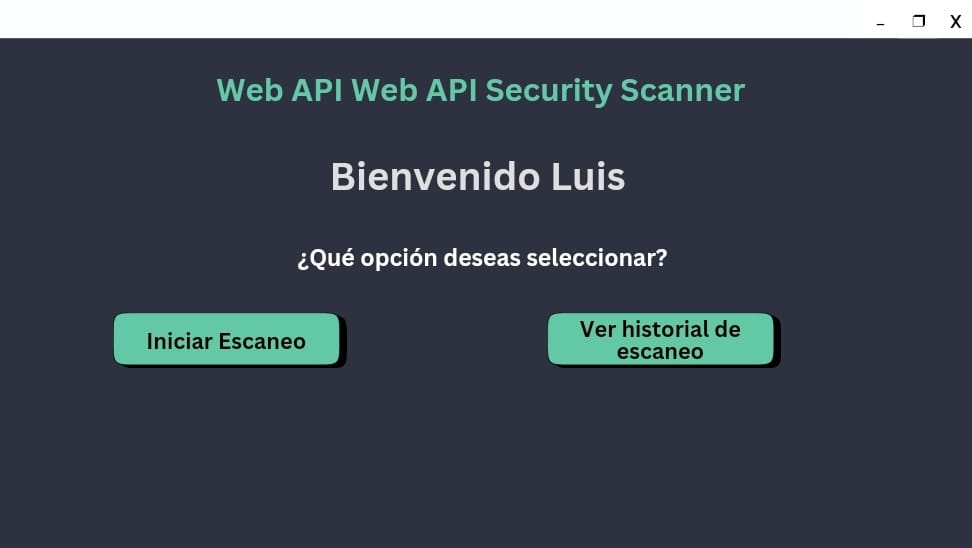 Web API Web API Security Scanner
Bienvenido Luis
¿Qué opción deseas seleccionar?
Iniciar Escaneo
Ver historial de
escaneo